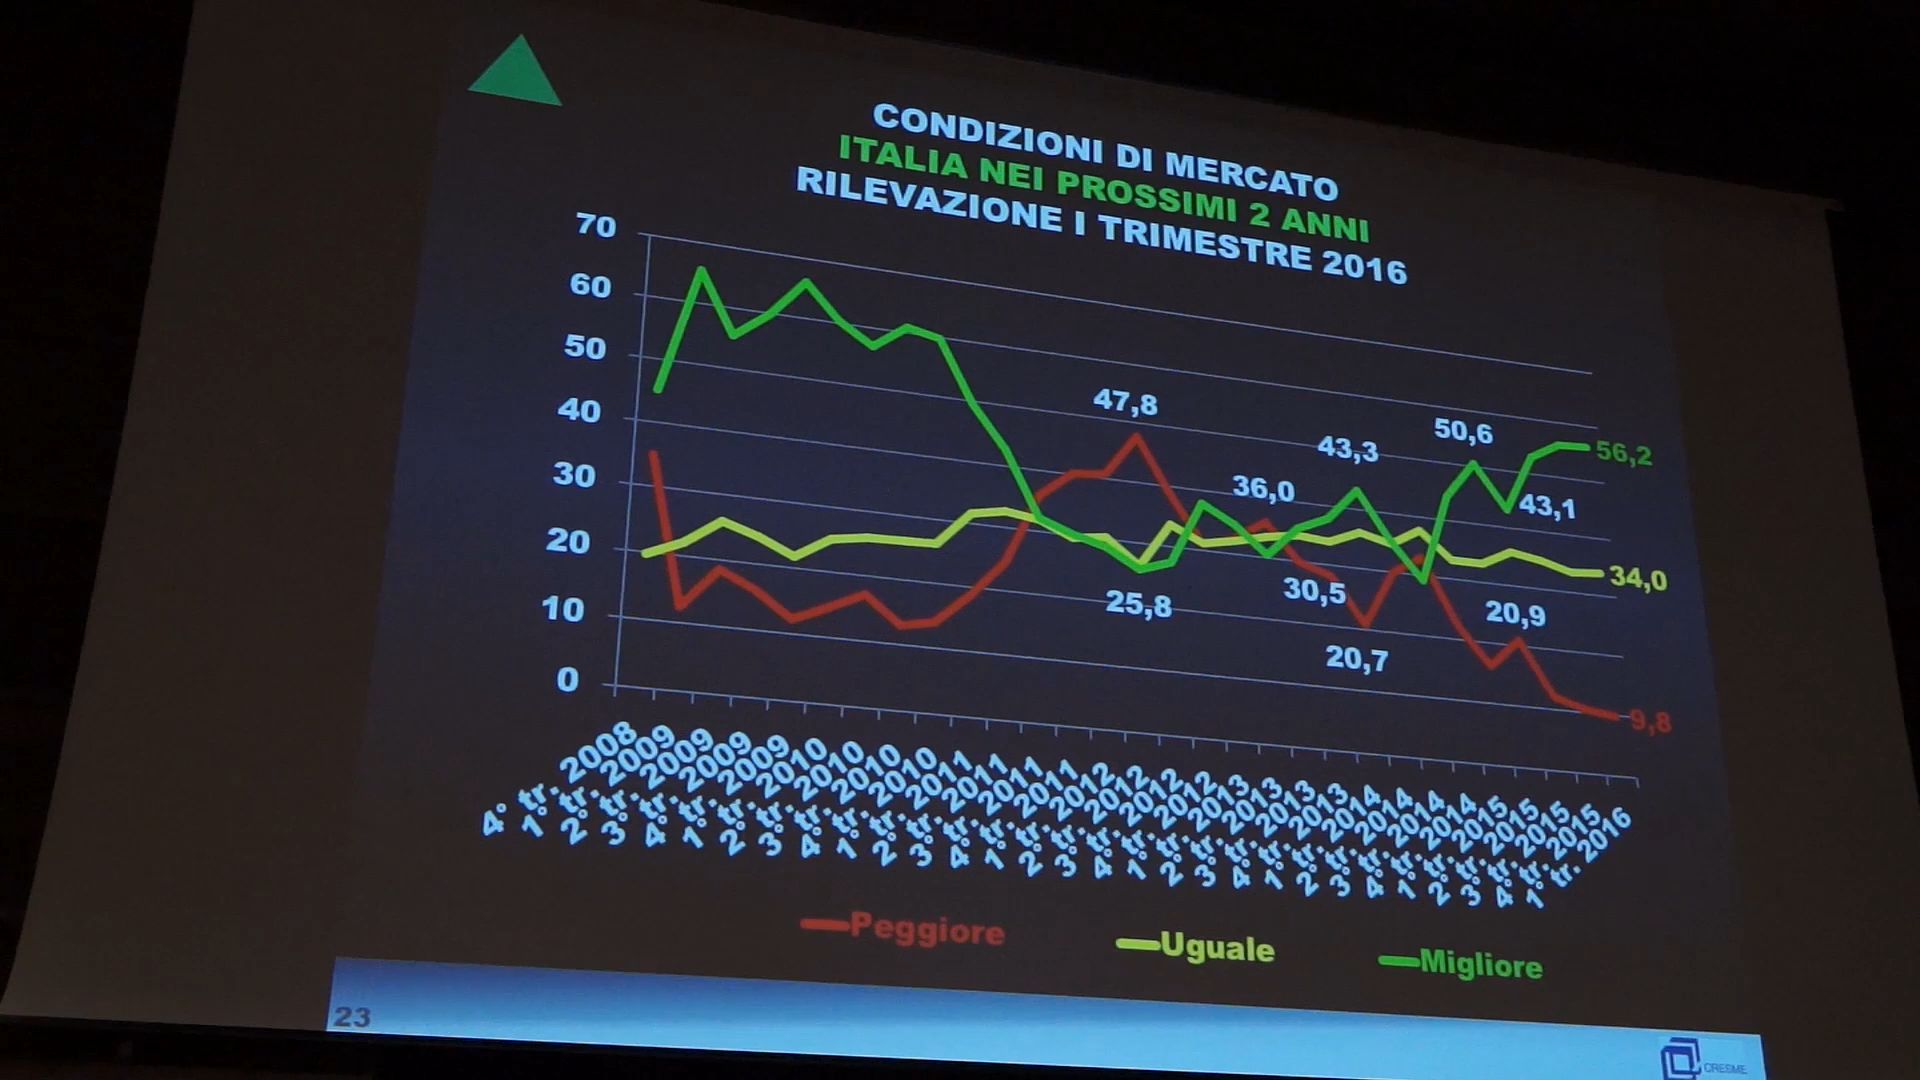 CONDIZIONI DI MERCATO
ITALIA NEI PROSSIMI 2 ANNI
RILEVAZIONE I TRIMESTRE 2016
70
60
50
40
30
20
10
0
47,8
43,3
50,6
56,2
36,0
43,1
34,0
25,8
30,5
20,9
20,7
9,8
4° tr. 2008
1° tr. 2009
2° tr. 2009
3° tr. 2009
4° tr. 2009
1° tr. 2010
2° tr. 2010
3° tr. 2010
4° tr. 2010
1° tr. 2011
2° tr. 2011
3° tr. 2011
4° tr. 2011
1° tr. 2012
2° tr. 2012
3° tr. 2012
4° tr. 2012
1° tr. 2013
2° tr. 2013
3° tr. 2013
4° tr. 2013
1° tr. 2014
2° tr. 2014
3° tr. 2014
4° tr. 2014
1° tr. 2015
2° tr. 2015
3° tr. 2015
4° tr. 2015
1° tr. 2016
Peggiore Uguale Migliore
23
CRESME